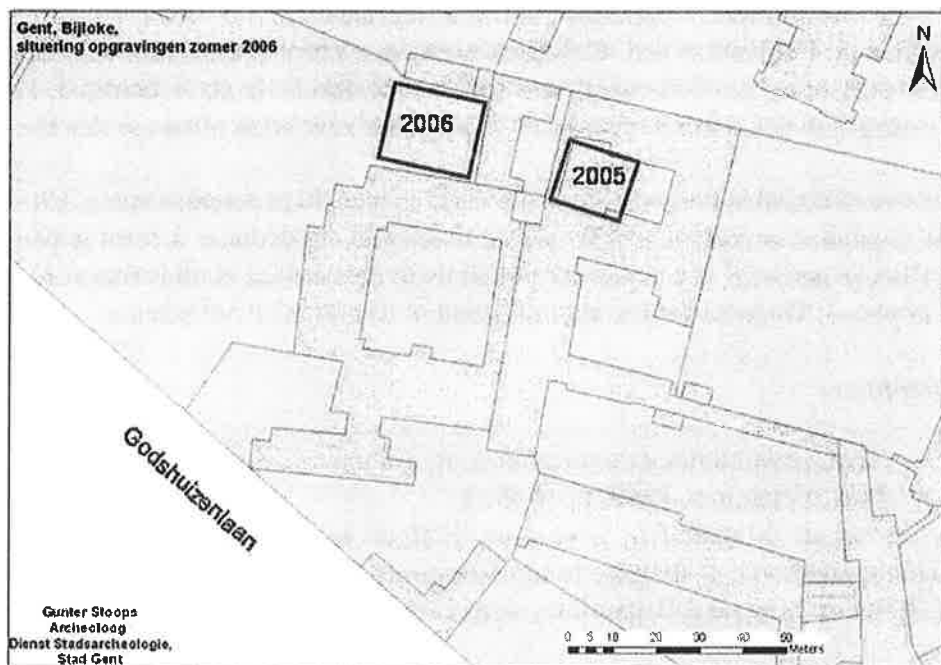 Gent, Bijloke,
situering opgravingen zomer 2006
N
2006
2005
Godshuizenlaan
Gunter Stoops
Archeoloog
Dienst Stadsarcheologie,
Stad Gent
0 5 10 20 30 40 50
Meters